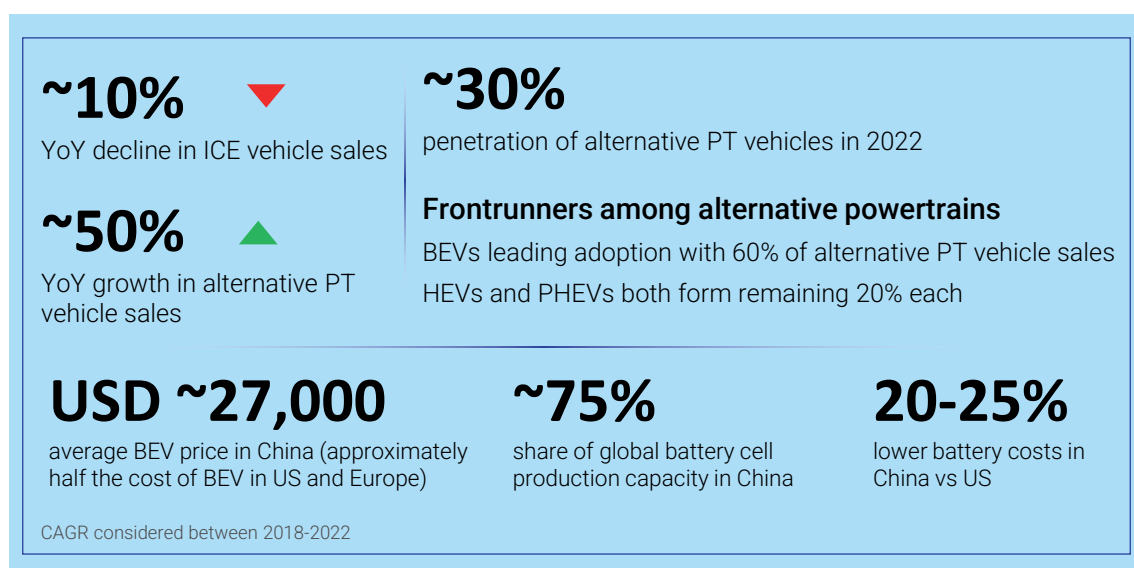 ~10%
YoY decline in ICE vehicle sales
~50%
YoY growth in alternative PT
vehicle sales
~30%
penetration of alternative PT vehicles in 2022
Frontrunners among alternative powertrains
BEVs leading adoption with 60% of alternative PT vehicle sales
HEVs and PHEVs both form remaining 20% each
USD ~27,000
average BEV price in China (approximately
half the cost of BEV in US and Europe)
~75%
share of global battery cell
production capacity in China
20-25%
lower battery costs in
China vs US
CAGR considered between 2018-2022